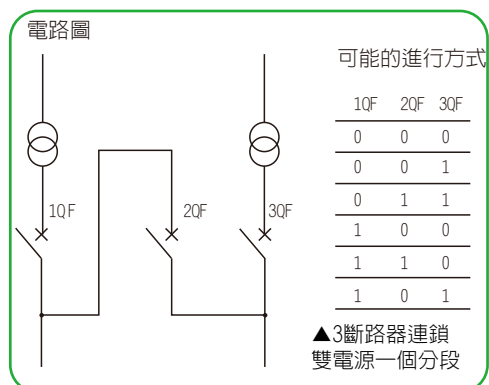 電路圖
可能的進行方式
1QF 2QF 3QF
0 0 0
0 0 1
0 1 1
1 0 0
1 1 0
1 0 1
1QF
2QF
3QF
▲3斷路器連鎖
雙電源一個分段